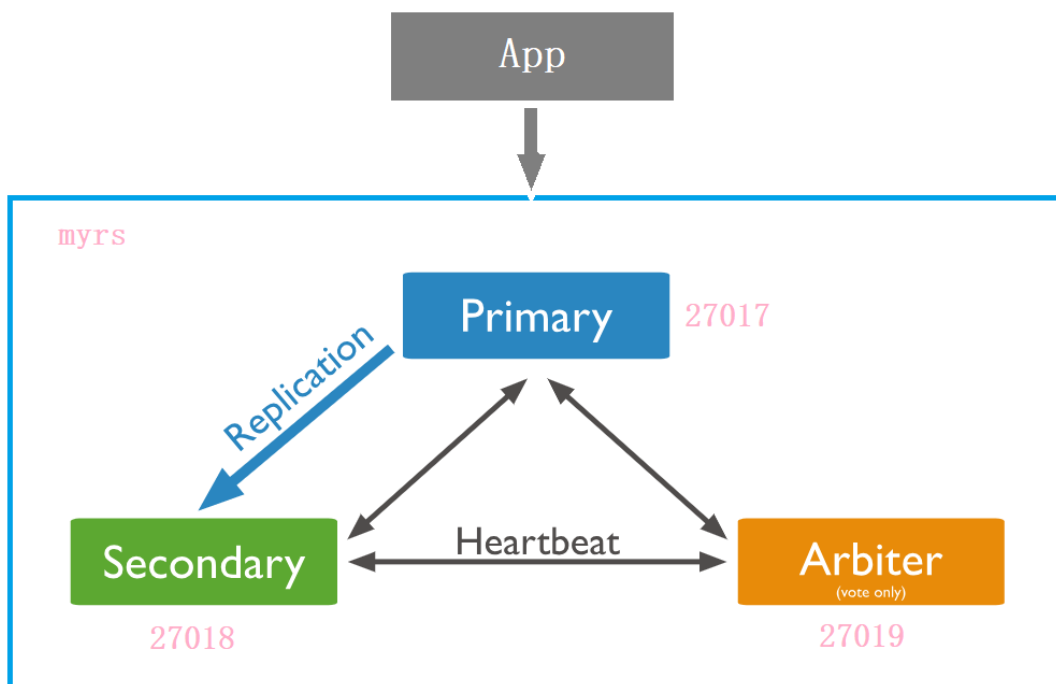 App
myrs
Primary
27017
Replication
Secondary
Heartbeat
Arbiter
(vote only)
27018
27019